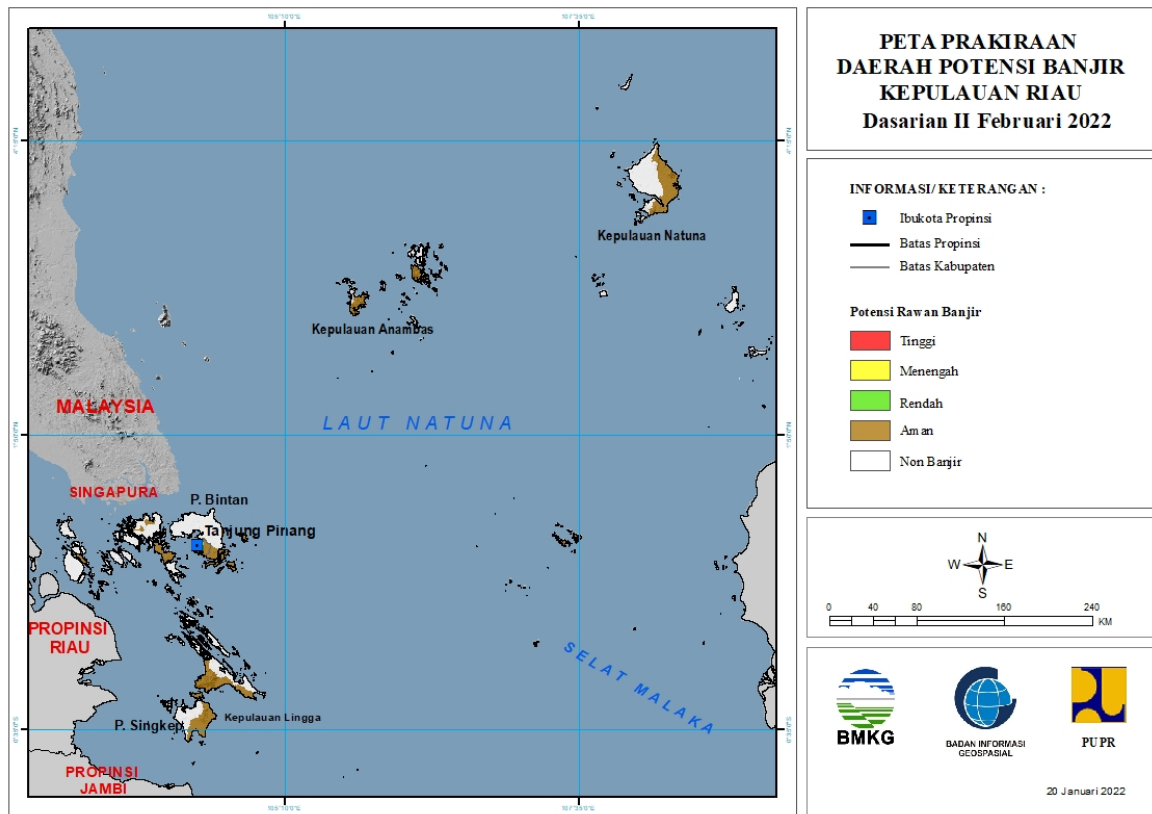 PETA PRAKIRAAN
DAERAH POTENSI BANJIR
KEPULAUAN RIAU
Dasarian II Februari 2022
INFORMASI/ KETERANGAN :
Ibukota Propinsi
Batas Propinsi
Batas Kabupaten
Potensi Rawan Banjir
Tinggi
Menengah
Rendah
Aman
Non Banjir
N
W
E
S
0
40
80
160
240
KM
BMKG
BADAN INFORMASI
GEOSPASIAL
PUPR
20 Januari 2022
Kepulauan Natuna
Kepulauan Anambas
MALAYSIA
LAUT NATUNA
SINGAPURA
P. Bintan
Tanjung Pinang
PROPINSI
RIAU
SELAT MALAKA
P. Singkep
Kepulauan Lingga
PROPINSI
JAMBI